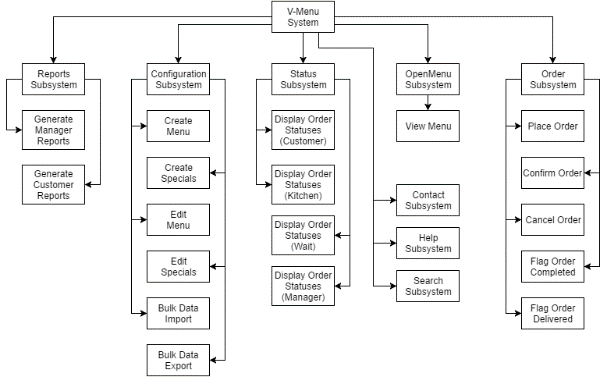 V-Menu
System
Reports
Subsystem
Configuration
Subsystem
Status
Subsystem
OpenMenu
Subsystem
Order
Subsystem
Generate
Manager
Reports
Generate
Customer
Reports
Create
Menu
Create
Specials
Edit
Menu
Edit
Specials
Bulk Data
Import
Bulk Data
Export
Display Order
Statuses
(Customer)
Display Order
Statuses
(Kitchen)
Display Order
Statuses
(Wait)
Display Order
Statuses
(Manager)
View Menu
Contact
Subsystem
Help
Subsystem
Search
Subsystem
Place Order
Confirm Order
Cancel Order
Flag Order
Completed
Flag Order
Delivered